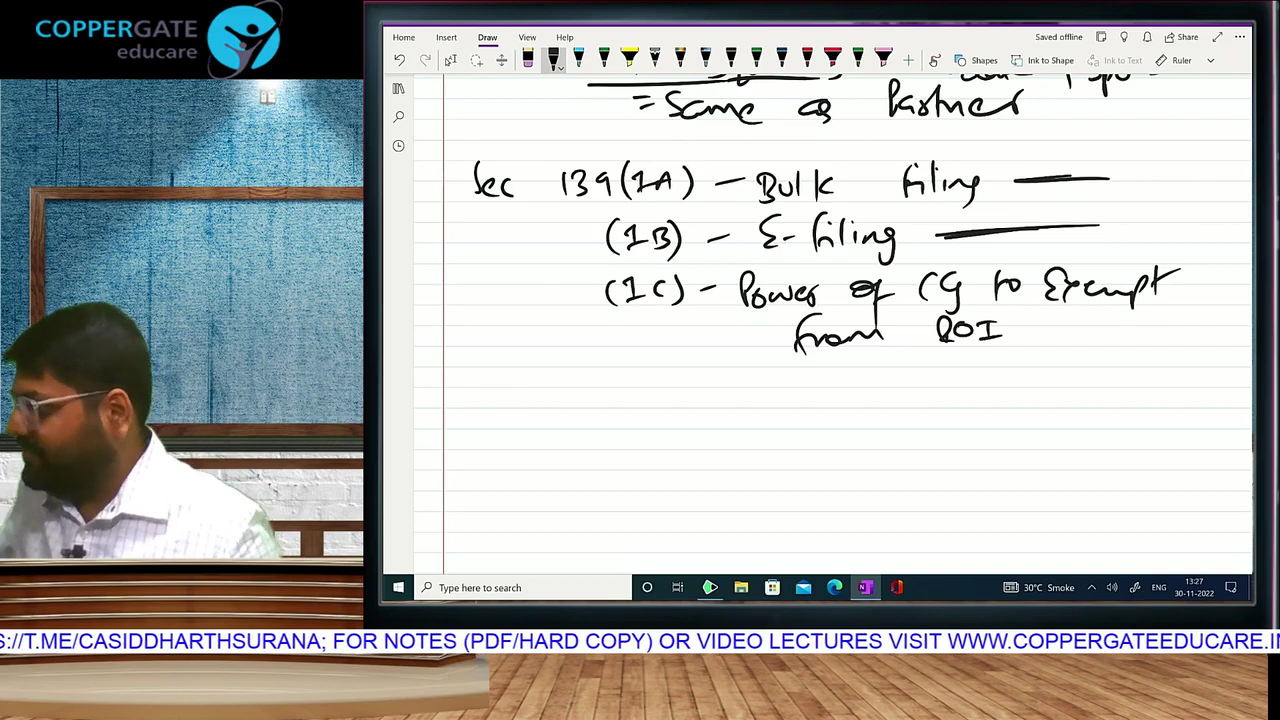 COPPERGATE
educare
Home Insert Draw View Help
Saved offline Share
Shapes Ink to Shape Ink to Text Ruler
= Same as Partner
Sec 139(1A) – Bulk filing
(1B) – E-filing
(1C) – Power of CG to Exempt
from ROI
Type here to search
30°C Smoke ENG 13:27
30-11-2022
S://T.ME/CASIDDHARTHSURANA; FOR NOTES (PDF/HARD COPY) OR VIDEO LECTURES VISIT WWW.COPPERGATEEDUCARE.IN